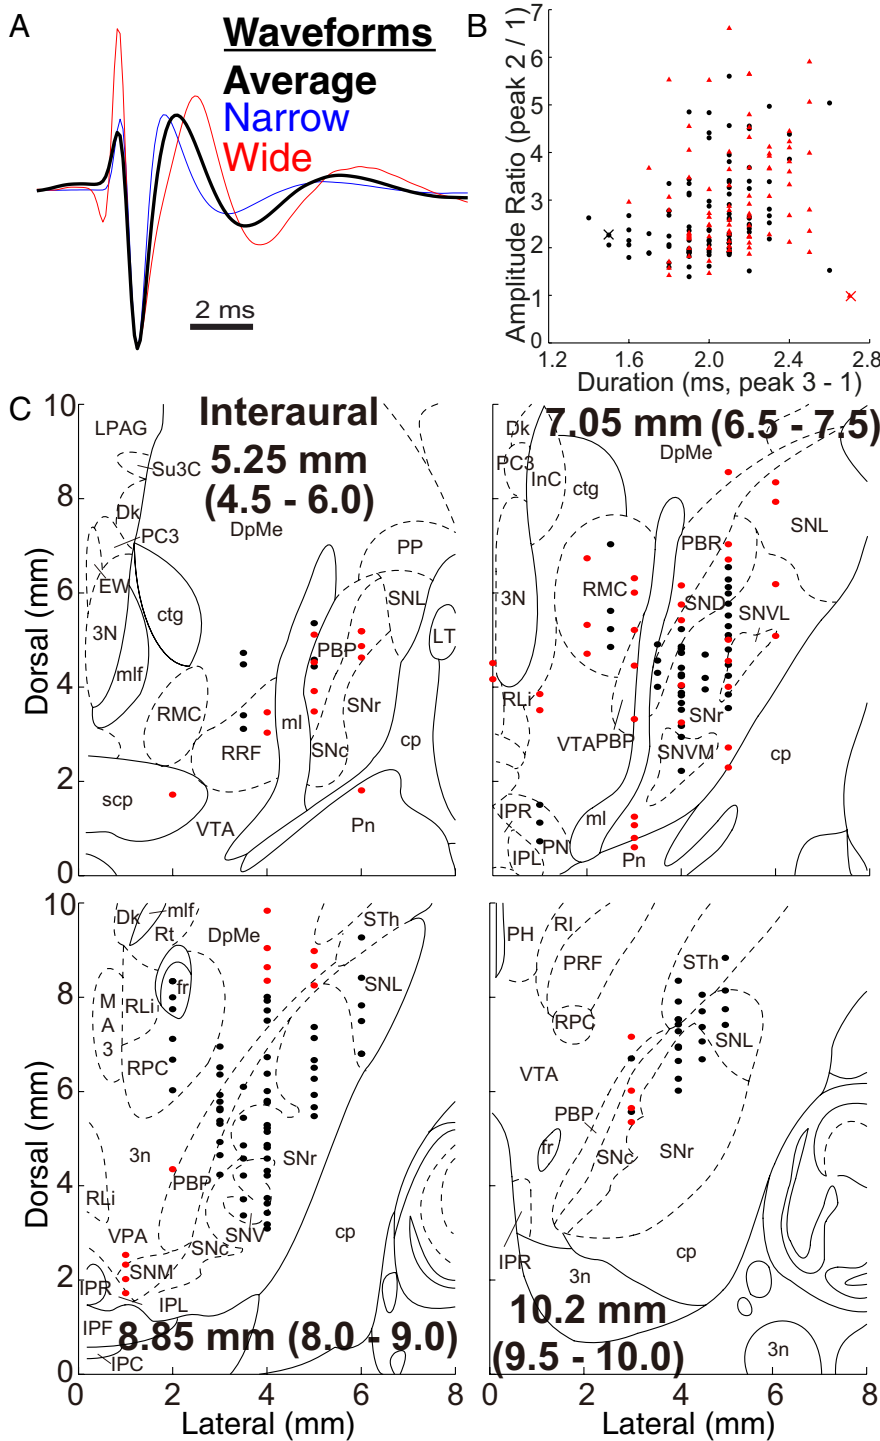 A
Waveforms
Average
Narrow
Wide
2 ms
B
Amplitude Ratio (peak 2 / 1)
7
6
5
4
3
2
1
0
1.2 1.6 2.0 2.4 2.8
Duration (ms, peak 3 - 1)
C
Interaural
5.25 mm
(4.5 - 6.0)
Dorsal (mm)
10
8
6
4
2
0
LPAG
Su3C
Dk
PC3
DpMe
EW
3N
ctg
mlf
PP
SNL
PBP
LT
RMC
RRF
ml
SNr
SNc
cp
scp
VTA
Pn
7.05 mm (6.5 - 7.5)
Dk
PC3
InC
ctg
DpMe
SNL
PBR
3N
RMC
SND
SNVL
RLi
VTA
PBP
SNr
SNVM
cp
IPR
IPL
PN
ml
Pn
Dorsal (mm)
10
8
6
4
2
0
Dk
mlf
Rt
DpMe
STh
fr
SNL
M
A
3
RLi
RPC
3n
PBP
SNr
RLi
VPA
SNV
SNc
cp
SNM
IPR
IPL
IPF
IPC
8.85 mm (8.0 - 9.0)
0 2 4 6 8
Lateral (mm)
PH
RI
PRF
STh
RPC
SNL
VTA
PBP
fr
SNc
SNr
IPR
3n
cp
10.2 mm
(9.5 - 10.0)
3n
2 4 6 8
Lateral (mm)